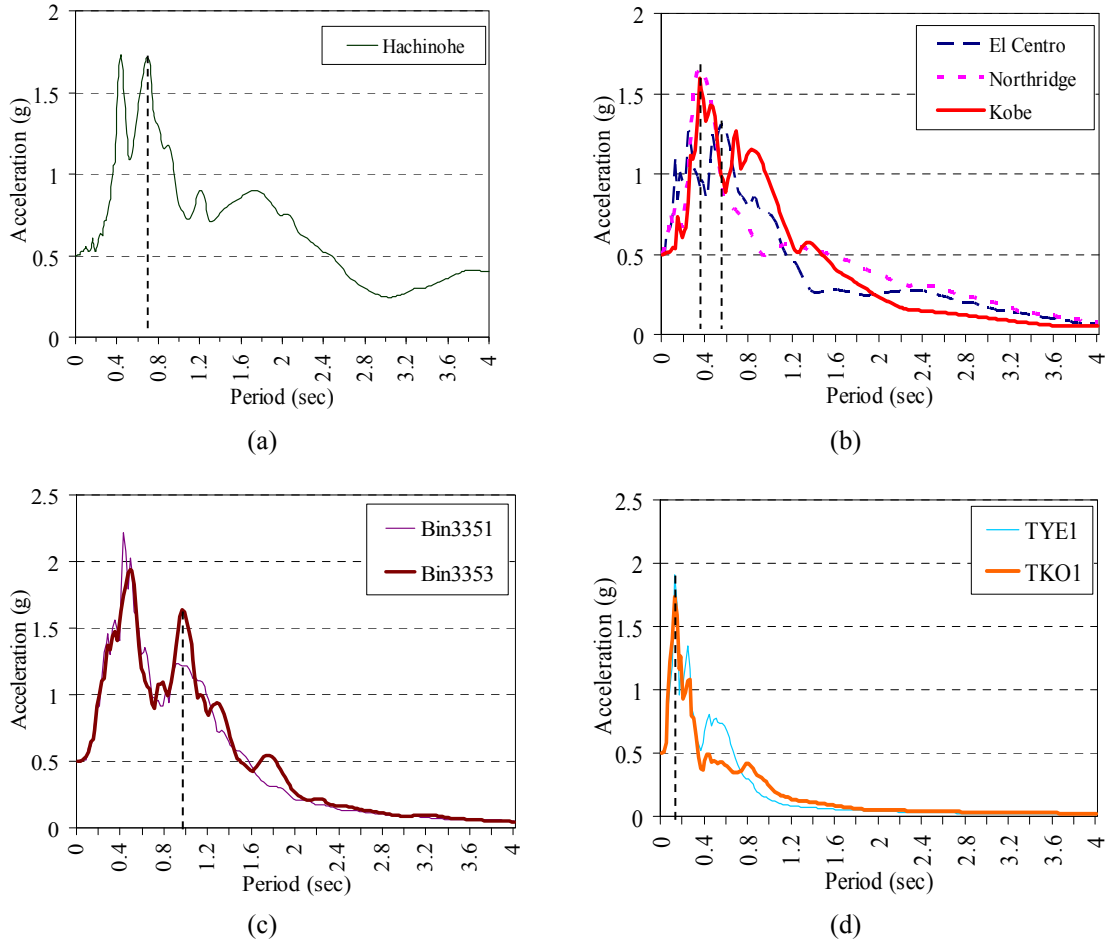 2
1.5
1
0.5
0
Acceleration (g)
Hachinohe
0 0.4 0.8 1.2 1.6 2 2.4 2.8 3.2 3.6 4
Period (sec)
(a)
2
1.5
1
0.5
0
Acceleration (g)
El Centro
Northridge
Kobe
0 0.4 0.8 1.2 1.6 2 2.4 2.8 3.2 3.6 4
Period (sec)
(b)
2.5
2
1.5
1
0.5
0
Acceleration (g)
Bin3351
Bin3353
0 0.4 0.8 1.2 1.6 2 2.4 2.8 3.2 3.6 4
Period (sec)
(c)
2.5
2
1.5
1
0.5
0
Acceleration (g)
TYE1
TKO1
0 0.4 0.8 1.2 1.6 2 2.4 2.8 3.2 3.6 4
Period (sec)
(d)